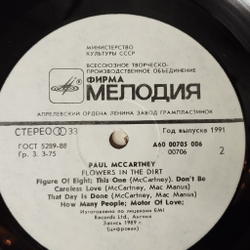 МИНИСТЕРСТВО
КУЛЬТУРЫ СССР
ВСЕСОЮЗНОЕ ТВОРЧЕСКО-
ПРОИЗВОДСТВЕННОЕ ОБЪЕДИНЕНИЕ
ФИРМА
МЕЛОДИЯ
АПРЕЛЕВСКИЙ ОРДЕНА ЛЕНИНА ЗАВОД ГРАМПЛАСТИНОК
СТЕРЕО 33
Год выпуска 1991
ГОСТ 5289-88
А60 00705 006
Гр. 3. 3-75
00706
2
PAUL MCCARTNEY
FLOWERS IN THE DIRT
Figure of Eight; This One (McCartney). Don't Be
Careless Love (McCartney, Mac Manus)
That Day is Done (McCartney, Mac Manus)
How Many People; Motor Of Love;
Изготовлено по лицензии EMI
Records Ltd, Англия
Запись 1989 г.
(цифровая)